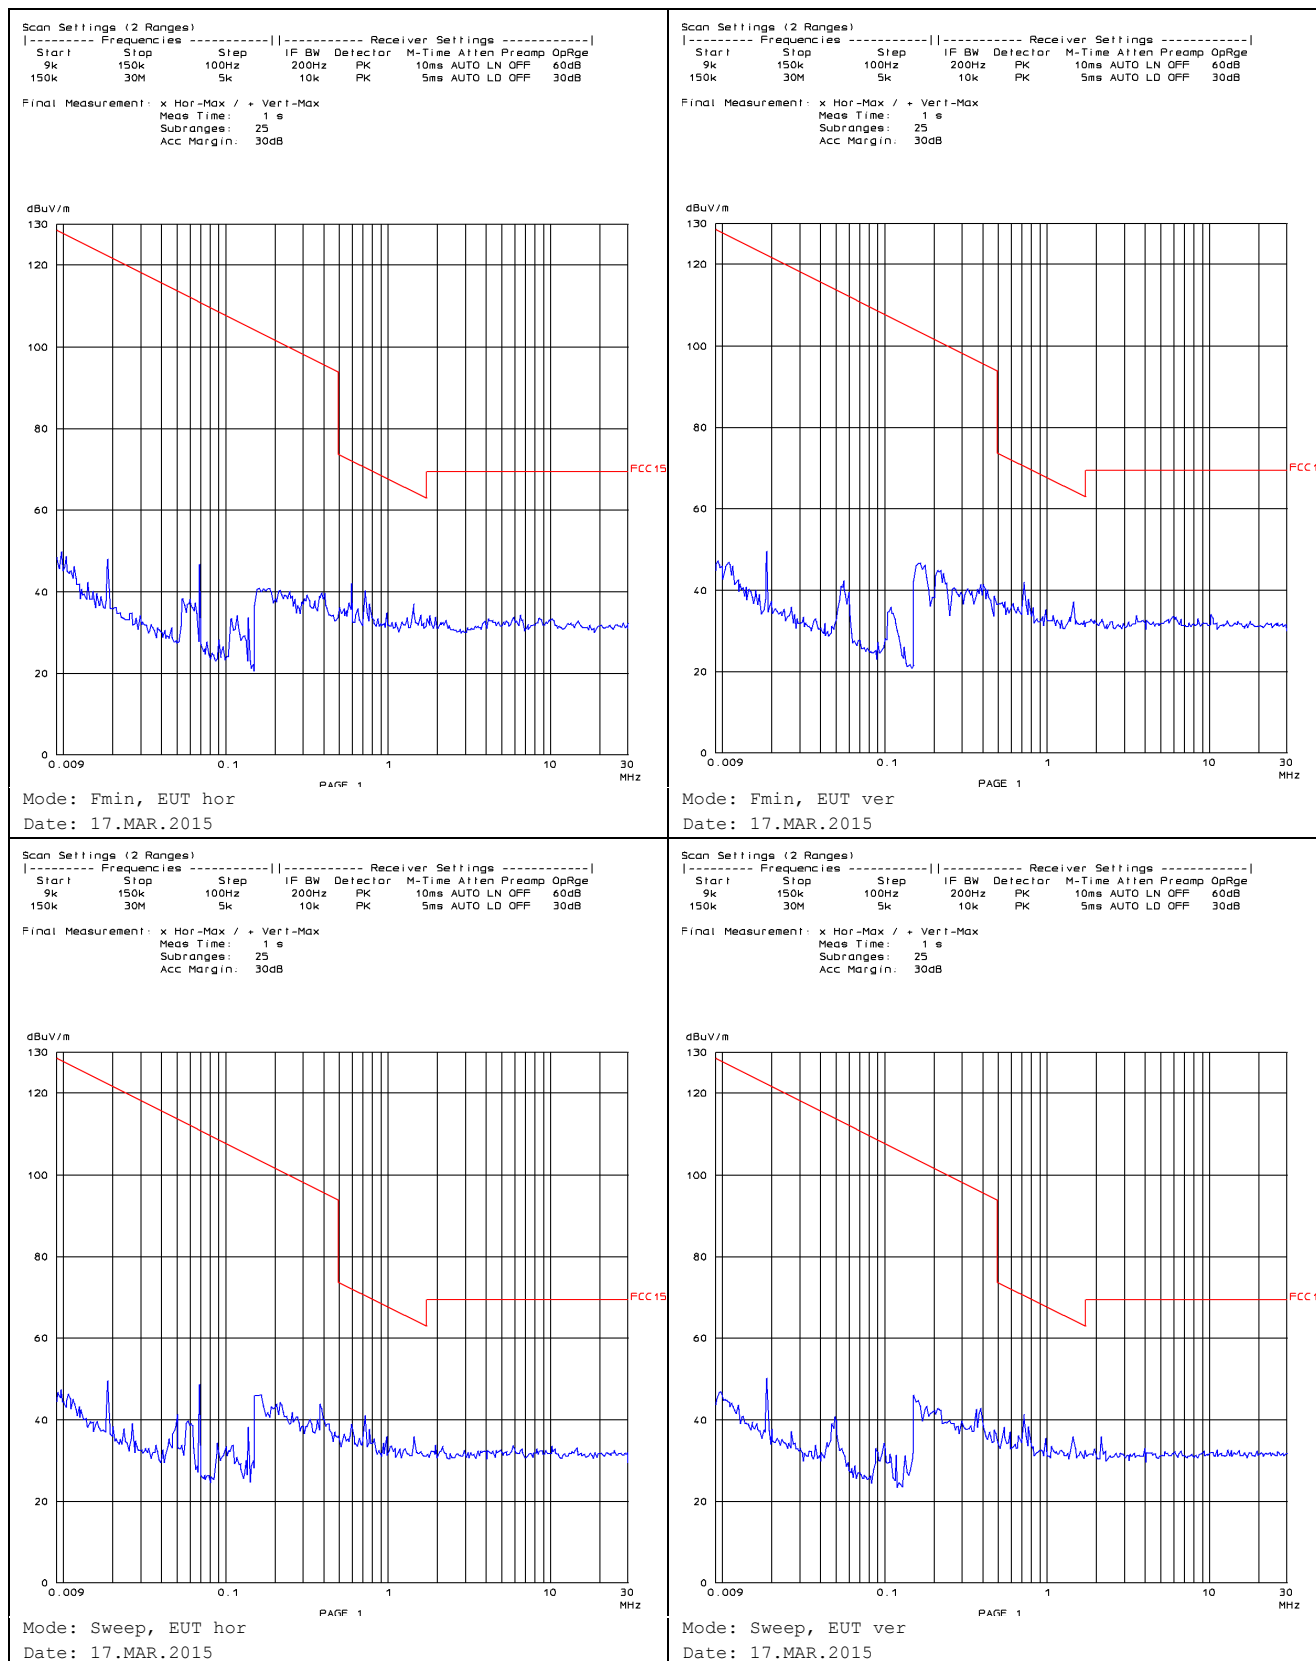 Scan Settings (2 Ranges)
|--------- Frequencies -----------||----------- Receiver Settings ------------|
Start Stop Step IF BW Detector M-Time Atten Preamp OpRge
9k 150k 100Hz 200Hz PK 10ms AUTO LN OFF 60dB
150k 30M 5k 10k PK 5ms AUTO LD OFF 30dB
Final Measurement: x Hor-Max / + Vert-Max
Meas Time: 1 s
Subranges: 25
Acc Margin: 30dB
dBuV/m
130
120
100
80
FCC15
60
40
20
0
0.009 0.1 1 10 30
MHz
PAGE 1
Mode: Fmin, EUT hor
Date: 17.MAR.2015
Scan Settings (2 Ranges)
|--------- Frequencies -----------||----------- Receiver Settings ------------|
Start Stop Step IF BW Detector M-Time Atten Preamp OpRge
9k 150k 100Hz 200Hz PK 10ms AUTO LN OFF 60dB
150k 30M 5k 10k PK 5ms AUTO LD OFF 30dB
Final Measurement: x Hor-Max / + Vert-Max
Meas Time: 1 s
Subranges: 25
Acc Margin: 30dB
dBuV/m
130
120
100
80
FCC1
60
40
20
0
0.009 0.1 1 10 30
MHz
PAGE 1
Mode: Fmin, EUT ver
Date: 17.MAR.2015
Scan Settings (2 Ranges)
|--------- Frequencies -----------||----------- Receiver Settings ------------|
Start Stop Step IF BW Detector M-Time Atten Preamp OpRge
9k 150k 100Hz 200Hz PK 10ms AUTO LN OFF 60dB
150k 30M 5k 10k PK 5ms AUTO LD OFF 30dB
Final Measurement: x Hor-Max / + Vert-Max
Meas Time: 1 s
Subranges: 25
Acc Margin: 30dB
dBuV/m
130
120
100
80
FCC15
60
40
20
0
0.009 0.1 1 10 30
MHz
PAGE 1
Mode: Sweep, EUT hor
Date: 17.MAR.2015
Scan Settings (2 Ranges)
|--------- Frequencies -----------||----------- Receiver Settings ------------|
Start Stop Step IF BW Detector M-Time Atten Preamp OpRge
9k 150k 100Hz 200Hz PK 10ms AUTO LN OFF 60dB
150k 30M 5k 10k PK 5ms AUTO LD OFF 30dB
Final Measurement: x Hor-Max / + Vert-Max
Meas Time: 1 s
Subranges: 25
Acc Margin: 30dB
dBuV/m
130
120
100
80
FCC1
60
40
20
0
0.009 0.1 1 10 30
MHz
PAGE 1
Mode: Sweep, EUT ver
Date: 17.MAR.2015